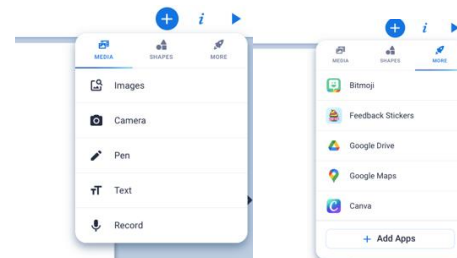 MEDIA SHAPES MORE
Images
Camera
Pen
Text
Record
MEDIA SHAPES MORE
Bitmoji
Feedback Stickers
Google Drive
Google Maps
Canva
+ Add Apps